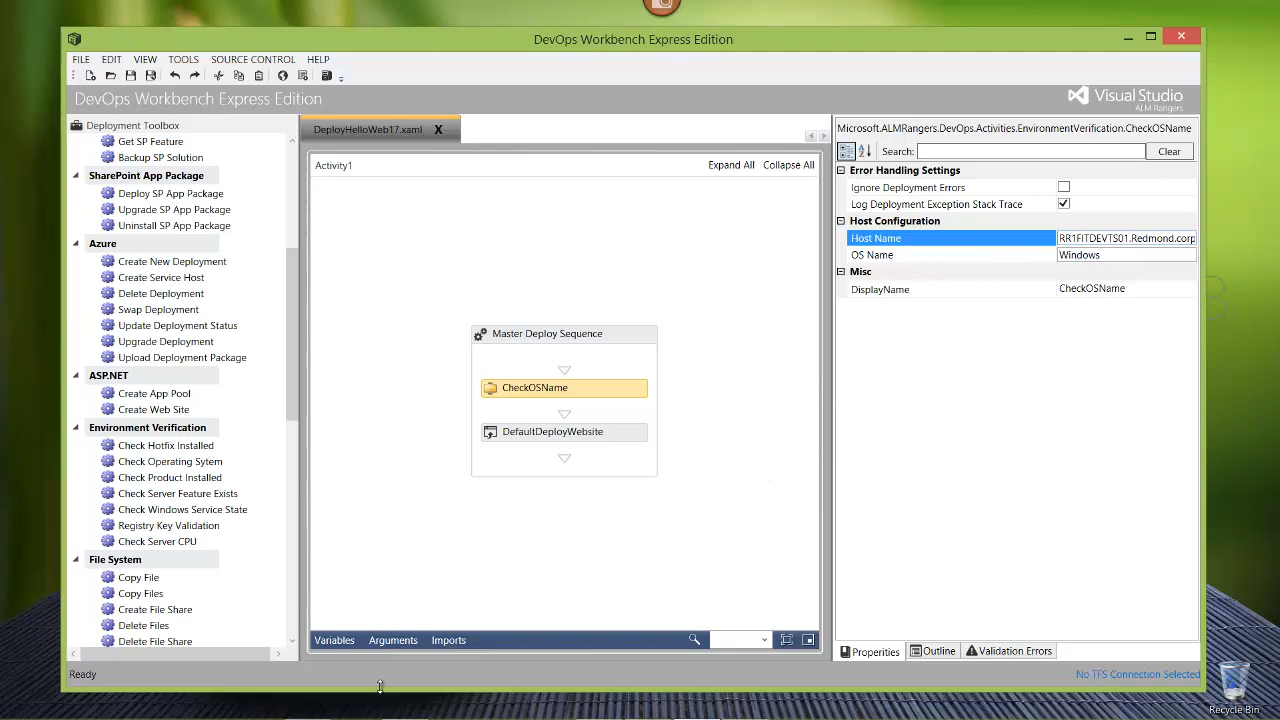 DevOps Workbench Express Edition
FILE EDIT VIEW TOOLS SOURCE CONTROL HELP
DevOps Workbench Express Edition
Visual Studio
ALM Rangers
Deployment Toolbox
Get SP Feature
Backup SP Solution
SharePoint App Package
Deploy SP App Package
Upgrade SP App Package
Uninstall SP App Package
Azure
Create New Deployment
Create Service Host
Delete Deployment
Swap Deployment
Update Deployment Status
Upgrade Deployment
Upload Deployment Package
ASP.NET
Create App Pool
Create Web Site
Environment Verification
Check Hotfix Installed
Check Operating Sytem
Check Product Installed
Check Server Feature Exists
Check Windows Service State
Registry Key Validation
Check Server CPU
File System
Copy File
Copy Files
Create File Share
Delete Files
Delete File Share
DeployHelloWeb17.xaml X
Activity1 Expand All Collapse All
Master Deploy Sequence
CheckOSName
DefaultDeployWebsite
Variables Arguments Imports
Microsoft.ALMRangers.DevOps.Activities.EnvironmentVerification.CheckOSName
Search: Clear
Error Handling Settings
Ignore Deployment Errors
Log Deployment Exception Stack Trace
Host Configuration
Host Name RR1FITDEVTS01.Redmond.corp
OS Name Windows
Misc
DisplayName CheckOSName
Properties Outline Validation Errors
Ready No TFS Connection Selected
Recycle Bin